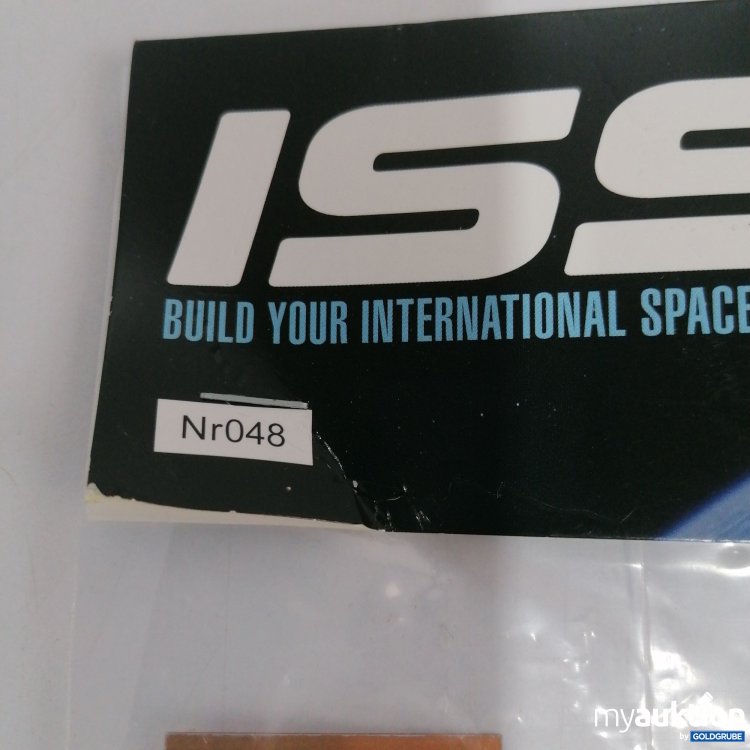 ISS
BUILD YOUR INTERNATIONAL SPACE
Nr048
myauktion
by GOLDGRUBE